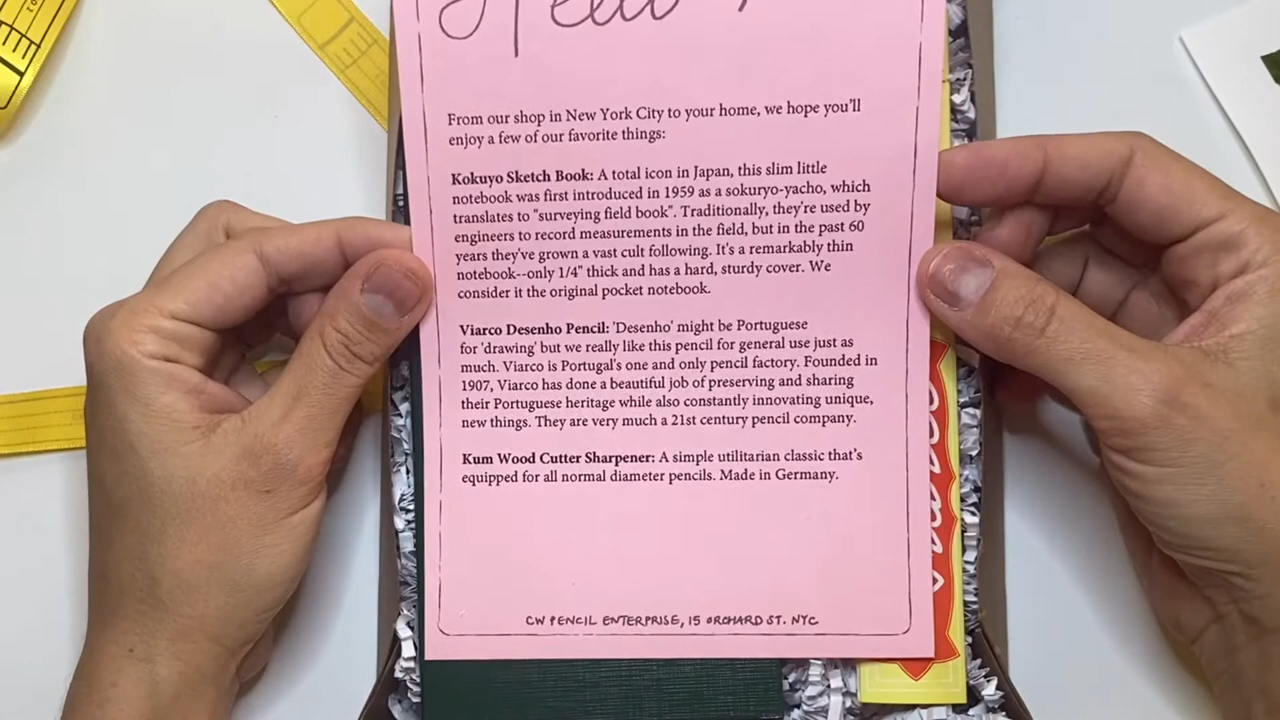 Hello
From our shop in New York City to your home, we hope you'll
enjoy a few of our favorite things:
Kokuyo Sketch Book: A total icon in Japan, this slim little
notebook was first introduced in 1959 as a sokuryo-yacho, which
translates to "surveying field book". Traditionally, they're used by
engineers to record measurements in the field, but in the past 60
years they've grown a vast cult following. It's a remarkably thin
notebook--only 1/4" thick and has a hard, sturdy cover. We
consider it the original pocket notebook.
Viarco Desenho Pencil: 'Desenho' might be Portuguese
for 'drawing' but we really like this pencil for general use just as
much. Viarco is Portugal's one and only pencil factory. Founded in
1907, Viarco has done a beautiful job of preserving and sharing
their Portuguese heritage while also constantly innovating unique,
new things. They are very much a 21st century pencil company.
Kum Wood Cutter Sharpener: A simple utilitarian classic that's
equipped for all normal diameter pencils. Made in Germany.
CW PENCIL ENTERPRISE, 15 ORCHARD ST. NYC